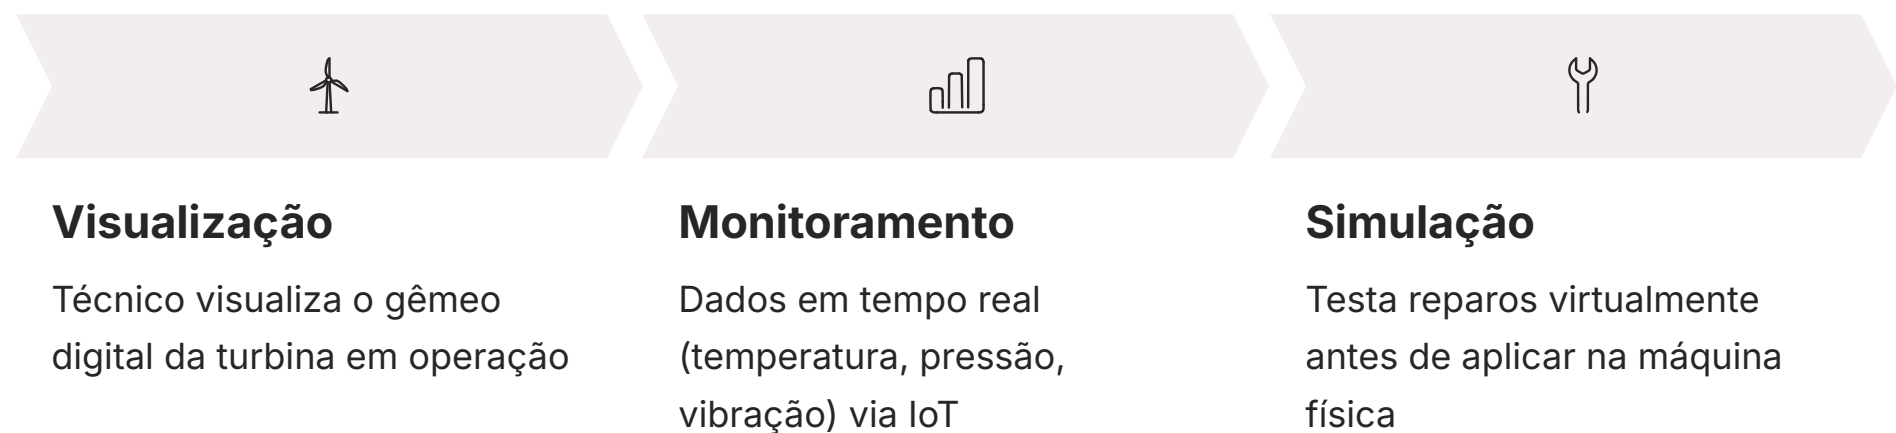 Visualização
Técnico visualiza o gêmeo
digital da turbina em operação
Monitoramento
Dados em tempo real
(temperatura, pressão,
vibração) via IoT
Simulação
Testa reparos virtualmente
antes de aplicar na máquina
física